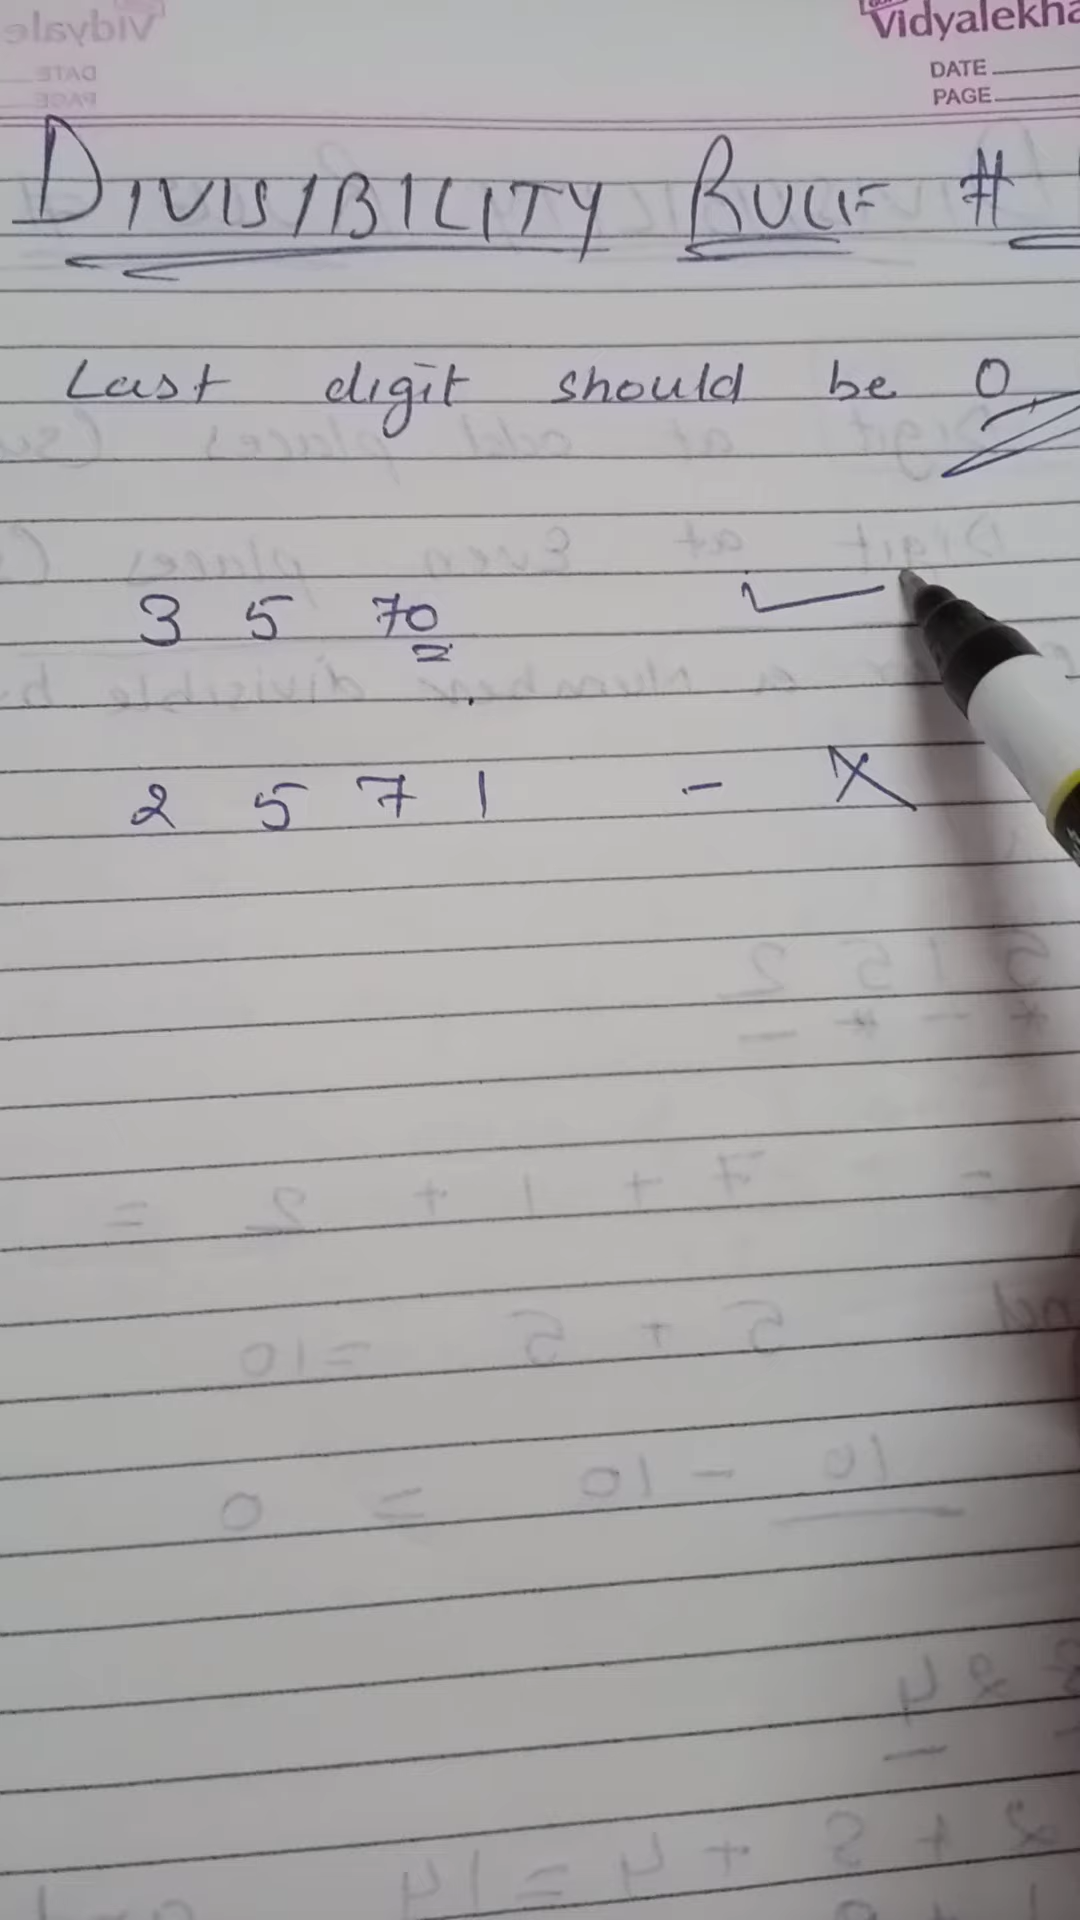 Vidyalekha
DATE
PAGE
DIVISIBILITY RULE #
Last digit should be 0
3 5 70 ✓
2 5 7 1 - X